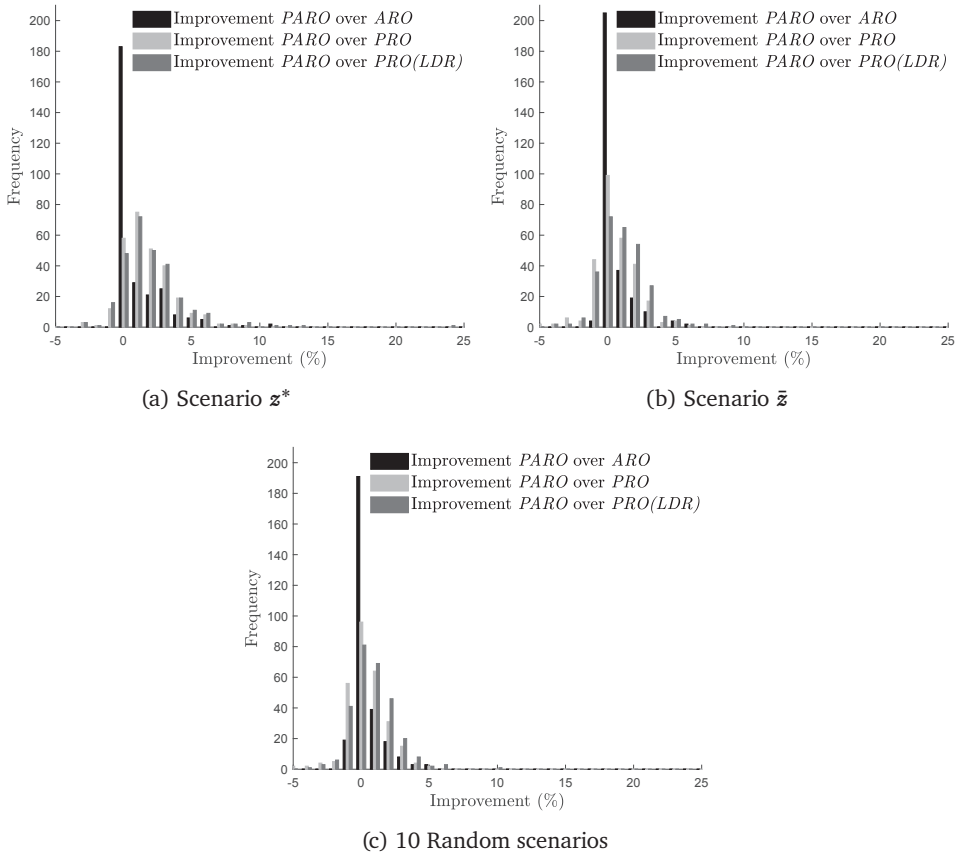 200
180
160
140
120
100
80
60
40
20
0
Frequency
Improvement PARO over ARO
Improvement PARO over PRO
Improvement PARO over PRO(LDR)
-5 0 5 10 15 20 25
Improvement (%)
(a) Scenario z*
200
180
160
140
120
100
80
60
40
20
0
Frequency
Improvement PARO over ARO
Improvement PARO over PRO
Improvement PARO over PRO(LDR)
-5 0 5 10 15 20 25
Improvement (%)
(b) Scenario z̄
200
180
160
140
120
100
80
60
40
20
0
Frequency
Improvement PARO over ARO
Improvement PARO over PRO
Improvement PARO over PRO(LDR)
-5 0 5 10 15 20 25
Improvement (%)
(c) 10 Random scenarios